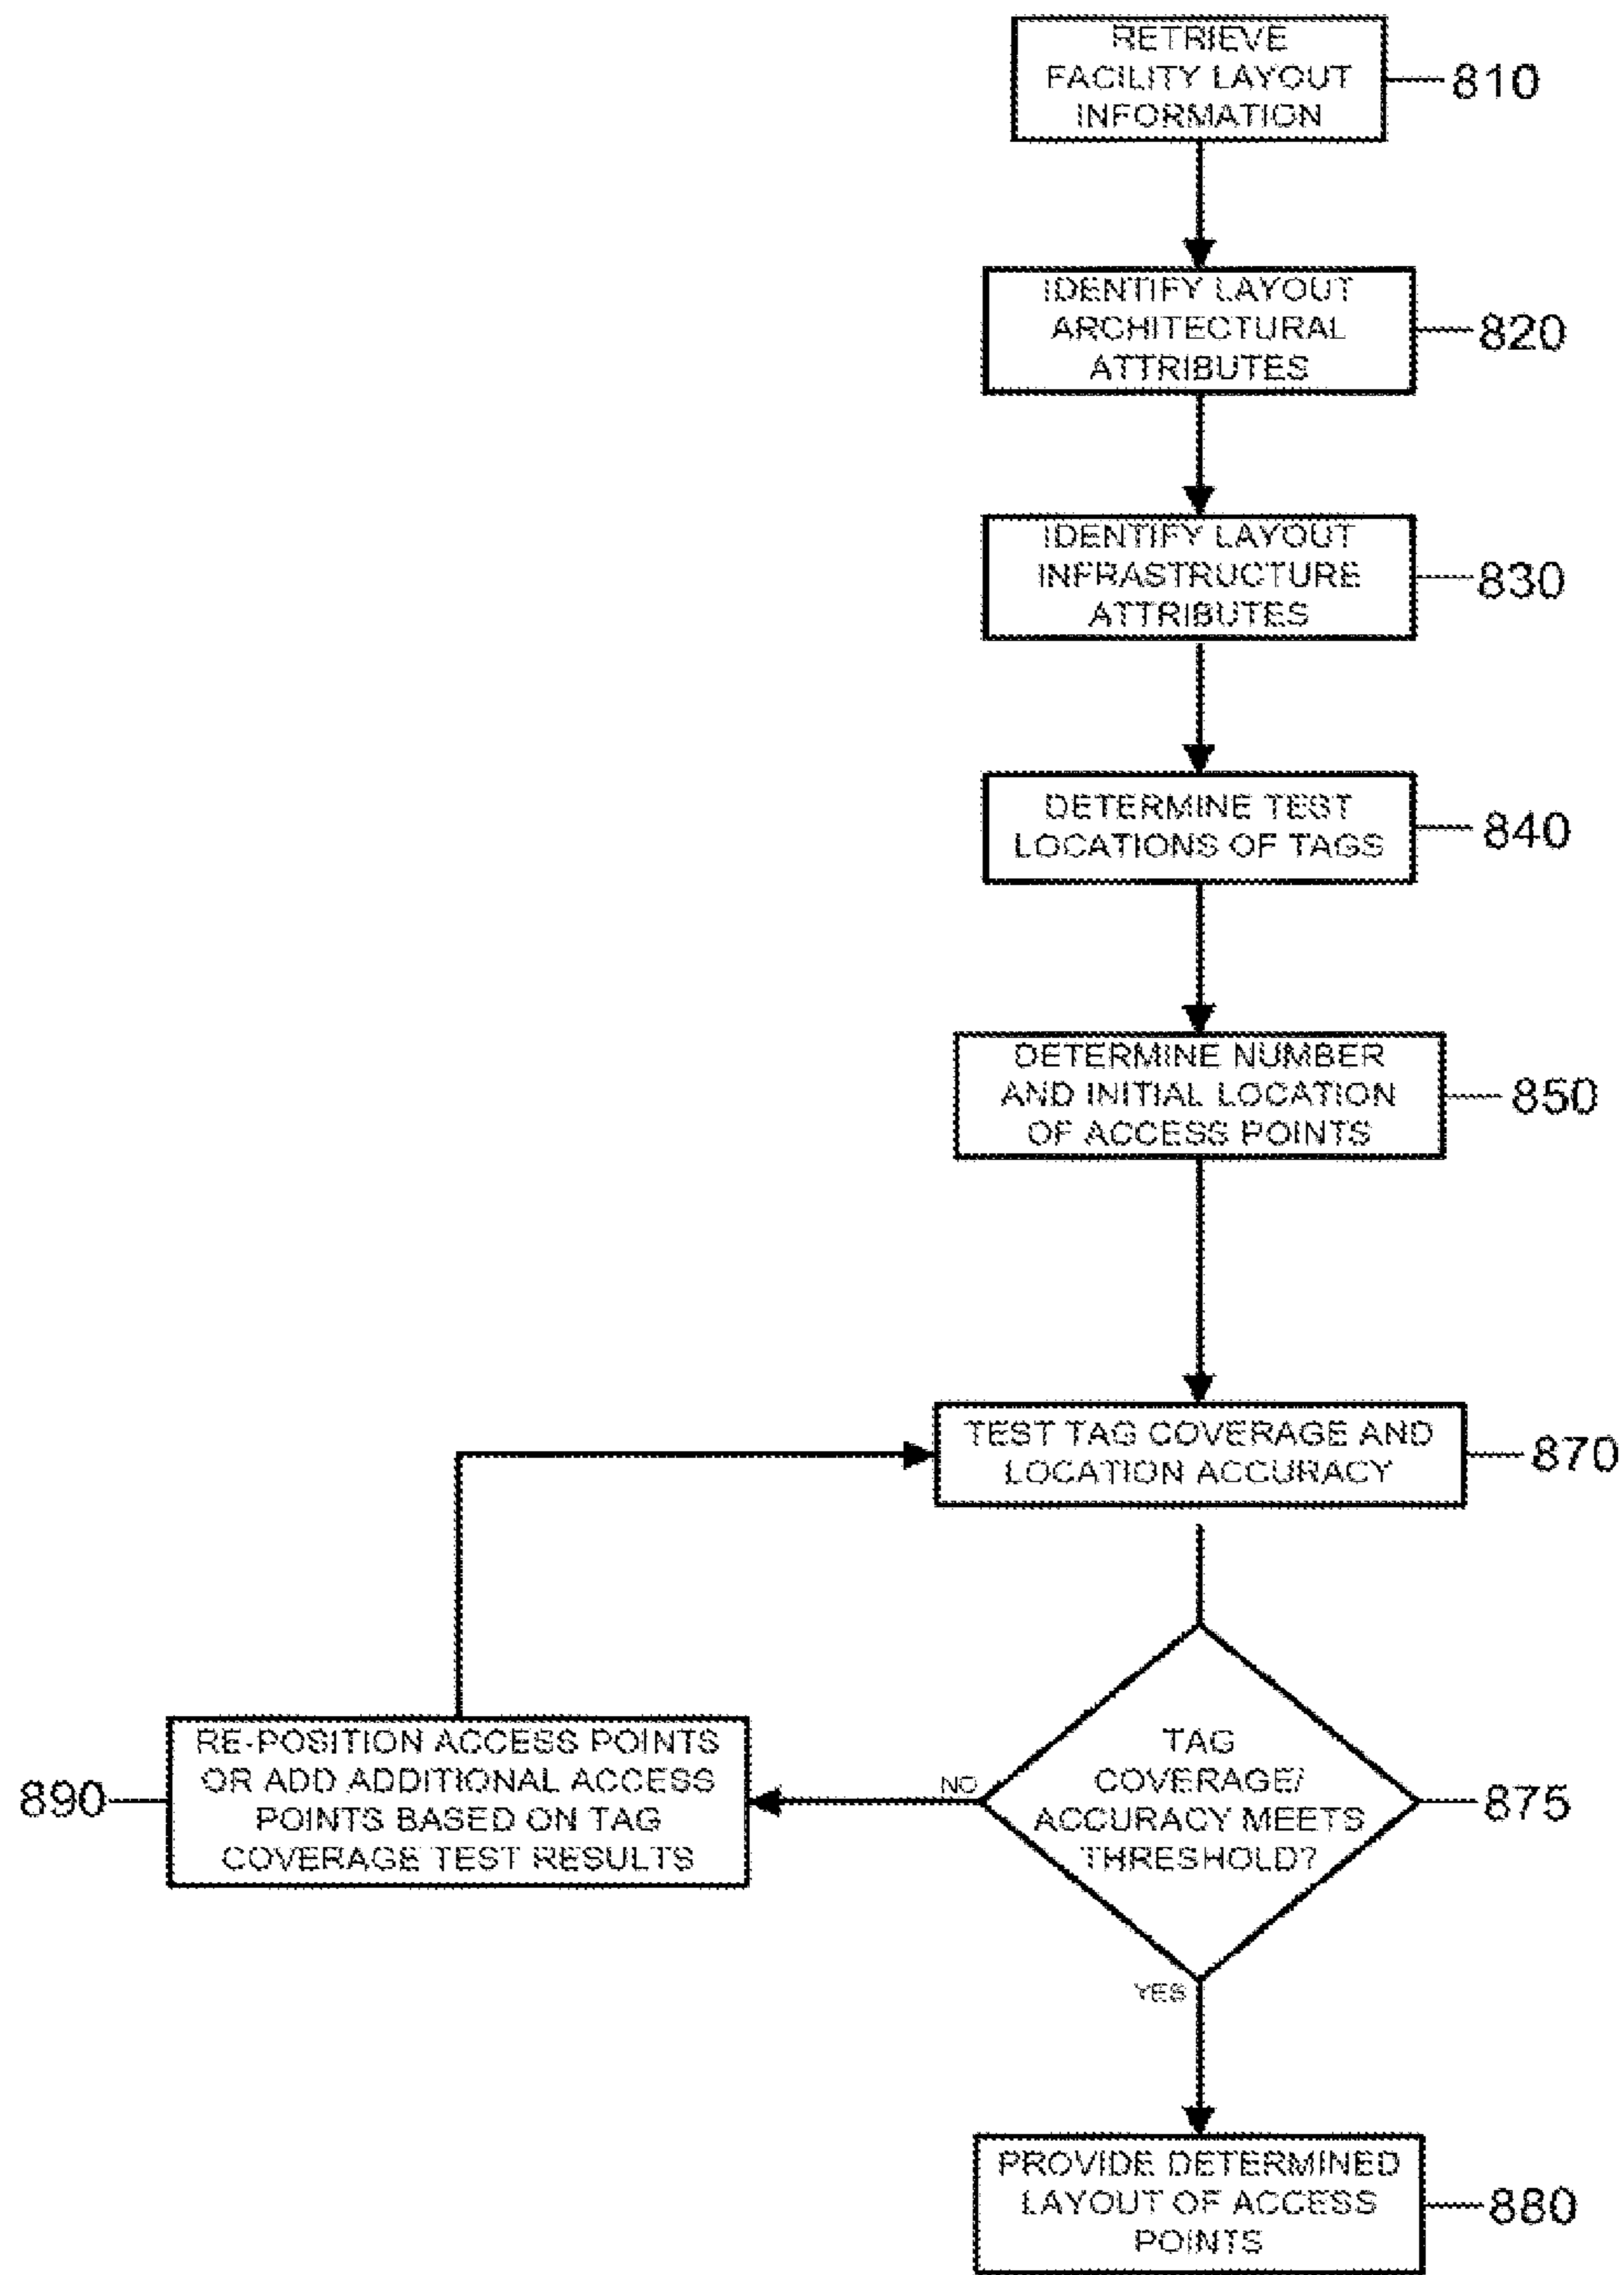 RETRIEVE
FACILITY LAYOUT
INFORMATION
810
IDENTIFY LAYOUT
ARCHITECTURAL
ATTRIBUTES
820
IDENTIFY LAYOUT
INFRASTRUCTURE
ATTRIBUTES
830
DETERMINE TEST
LOCATIONS OF TAGS
840
DETERMINE NUMBER
AND INITIAL LOCATION
OF ACCESS POINTS
850
TEST TAG COVERAGE AND
LOCATION ACCURACY
870
TAG
COVERAGE/
ACCURACY MEETS
THRESHOLD?
875
NO
RE-POSITION ACCESS POINTS
OR ADD ADDITIONAL ACCESS
POINTS BASED ON TAG
COVERAGE TEST RESULTS
890
YES
PROVIDE DETERMINED
LAYOUT OF ACCESS
POINTS
880